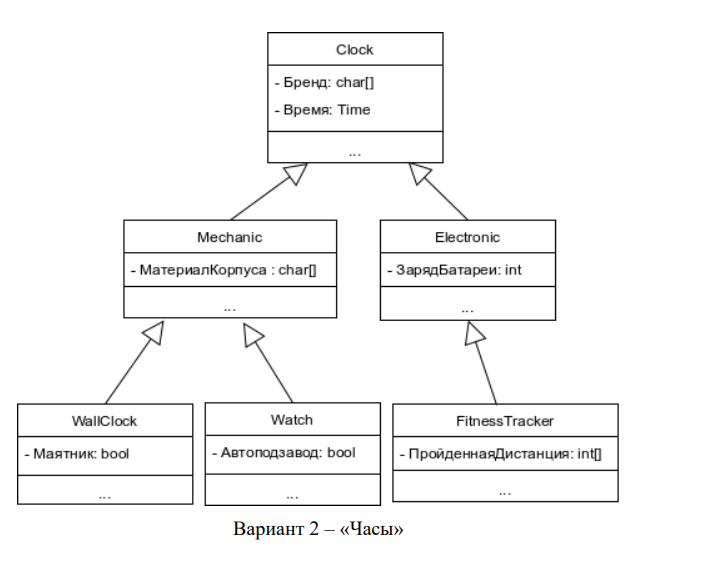 Clock
- Бренд: char[]
- Время: Time
...
Mechanic
- МатериалКорпуса : char[]
...
Electronic
- ЗарядБатареи: int
...
WallClock
- Маятник: bool
...
Watch
- Автоподзавод: bool
...
FitnessTracker
- ПройденнаяДистанция: int[]
...
Вариант 2 – «Часы»